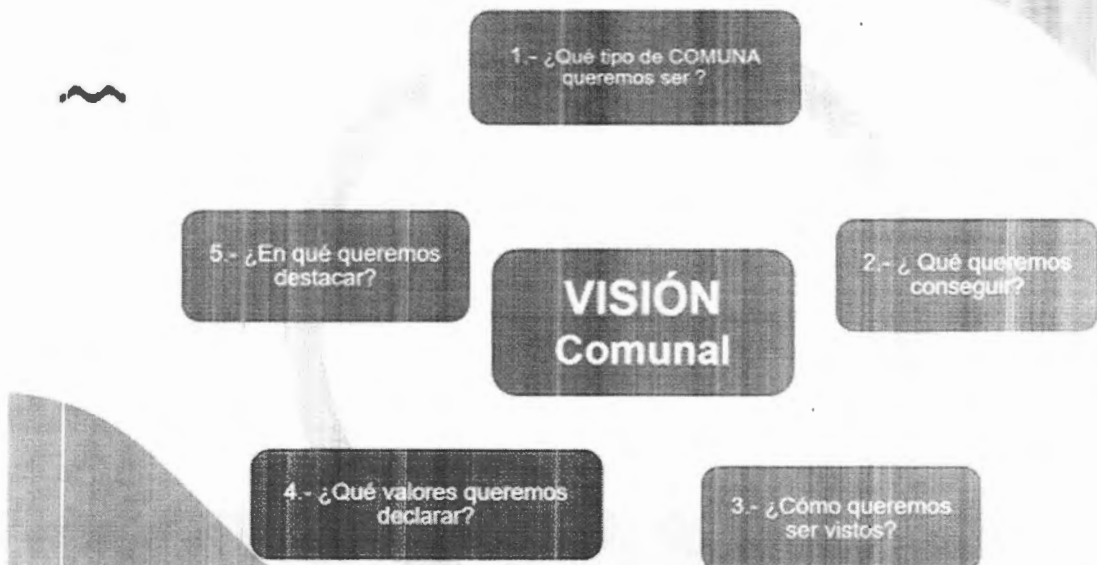 1.- ¿Qué tipo de COMUNA
queremos ser ?
5.- ¿En qué queremos
destacar?
VISIÓN
Comunal
2.- ¿ Qué queremos
conseguir?
4.- ¿Qué valores queremos
declarar?
3.- ¿Cómo queremos
ser vistos?